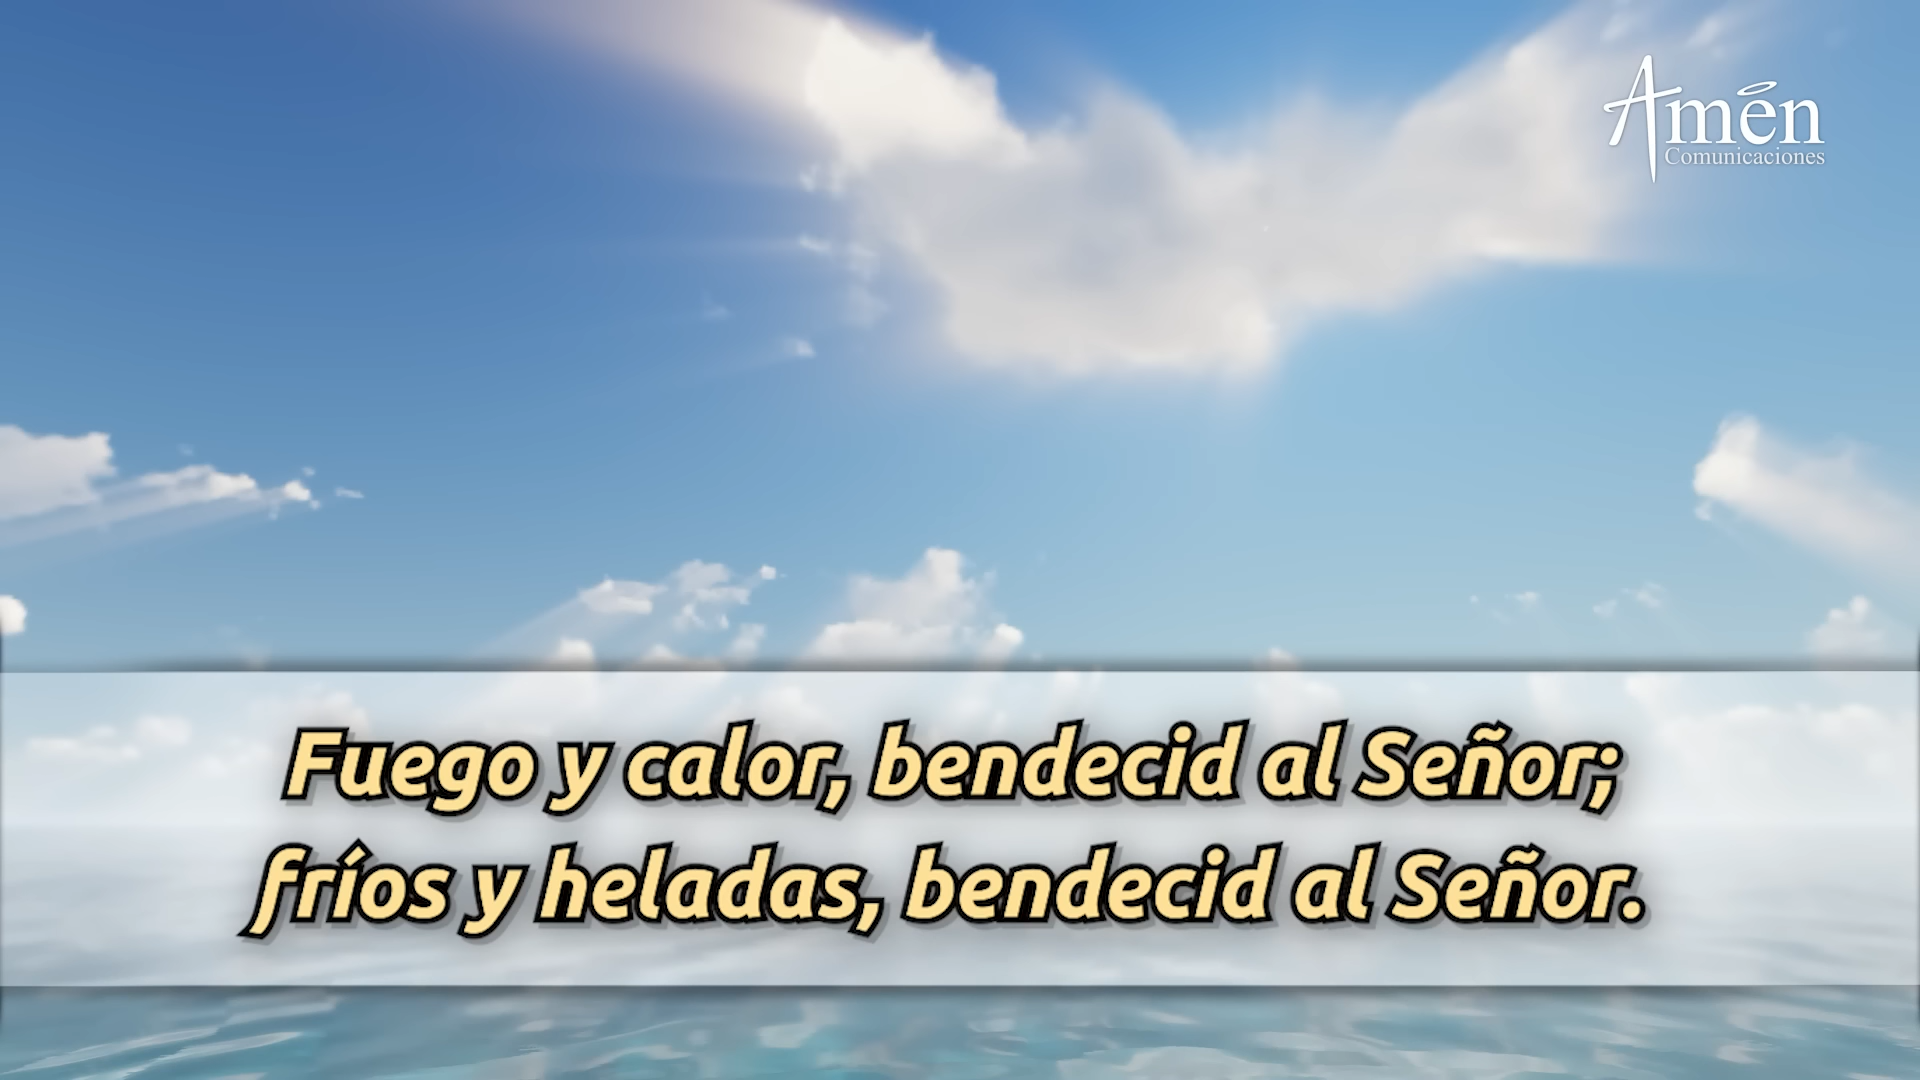 Amén
Comunicaciones
Fuego y calor, bendecid al Señor;
fríos y heladas, bendecid al Señor.